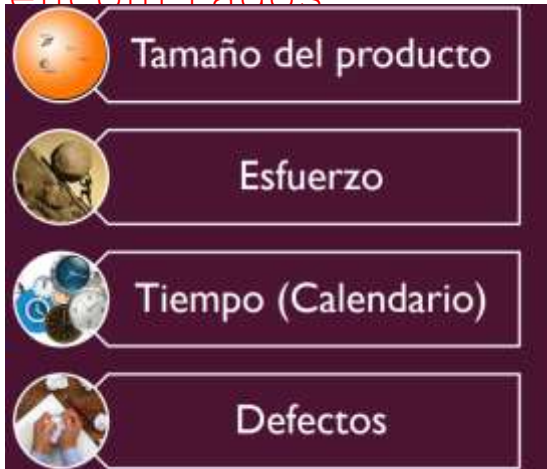 Tamaño del producto
Esfuerzo
Tiempo (Calendario)
Defectos